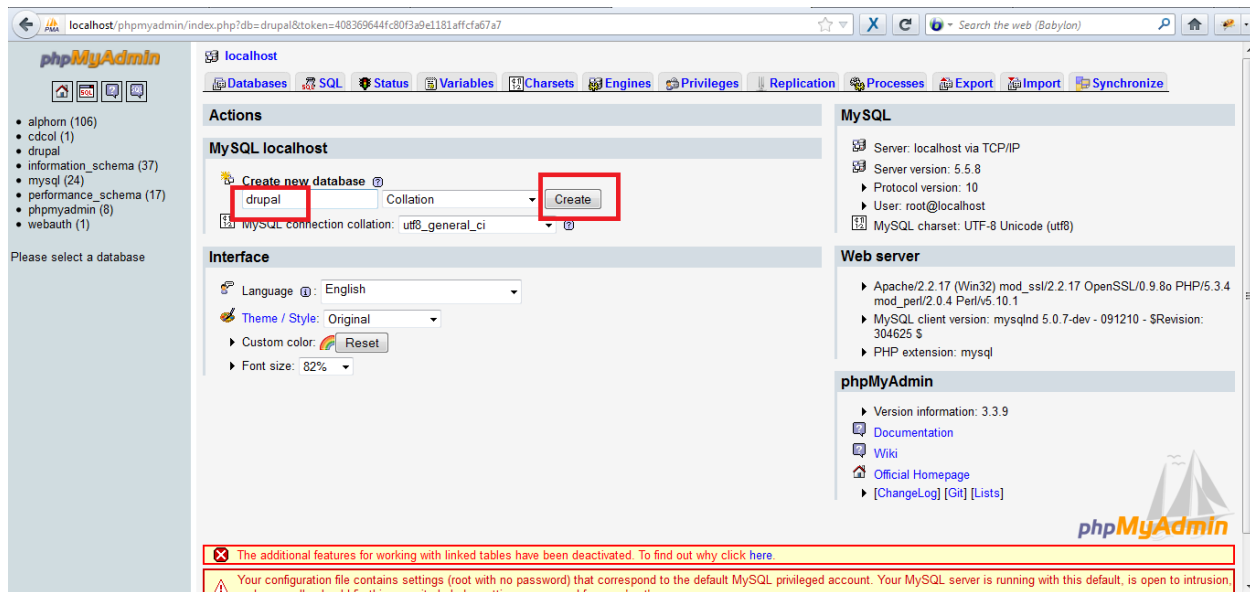 localhost/phpmyadmin/index.php?db=drupal&token=408369644fc80f3a9e1181affcfa67a7
Search the web (Babylon)
phpMyAdmin
alphorn (106)
cdcol (1)
drupal
information_schema (37)
mysql (24)
performance_schema (17)
phpmyadmin (8)
webauth (1)
Please select a database
localhost
Databases SQL Status Variables Charsets Engines Privileges Replication Processes Export Import Synchronize
Actions
MySQL localhost
Create new database
drupal Collation Create
MySQL connection collation: utf8_general_ci
Interface
Language : English
Theme / Style: Original
Custom color: Reset
Font size: 82%
MySQL
Server: localhost via TCP/IP
Server version: 5.5.8
Protocol version: 10
User: root@localhost
MySQL charset: UTF-8 Unicode (utf8)
Web server
Apache/2.2.17 (Win32) mod_ssl/2.2.17 OpenSSL/0.9.8o PHP/5.3.4
mod_perl/2.0.4 Perl/v5.10.1
MySQL client version: mysqlnd 5.0.7-dev - 091210 - $Revision:
304625 $
PHP extension: mysql
phpMyAdmin
Version information: 3.3.9
Documentation
Wiki
Official Homepage
[ChangeLog] [Git] [Lists]
phpMyAdmin
The additional features for working with linked tables have been deactivated. To find out why click here.
Your configuration file contains settings (root with no password) that correspond to the default MySQL privileged account. Your MySQL server is running with this default, is open to intrusion,